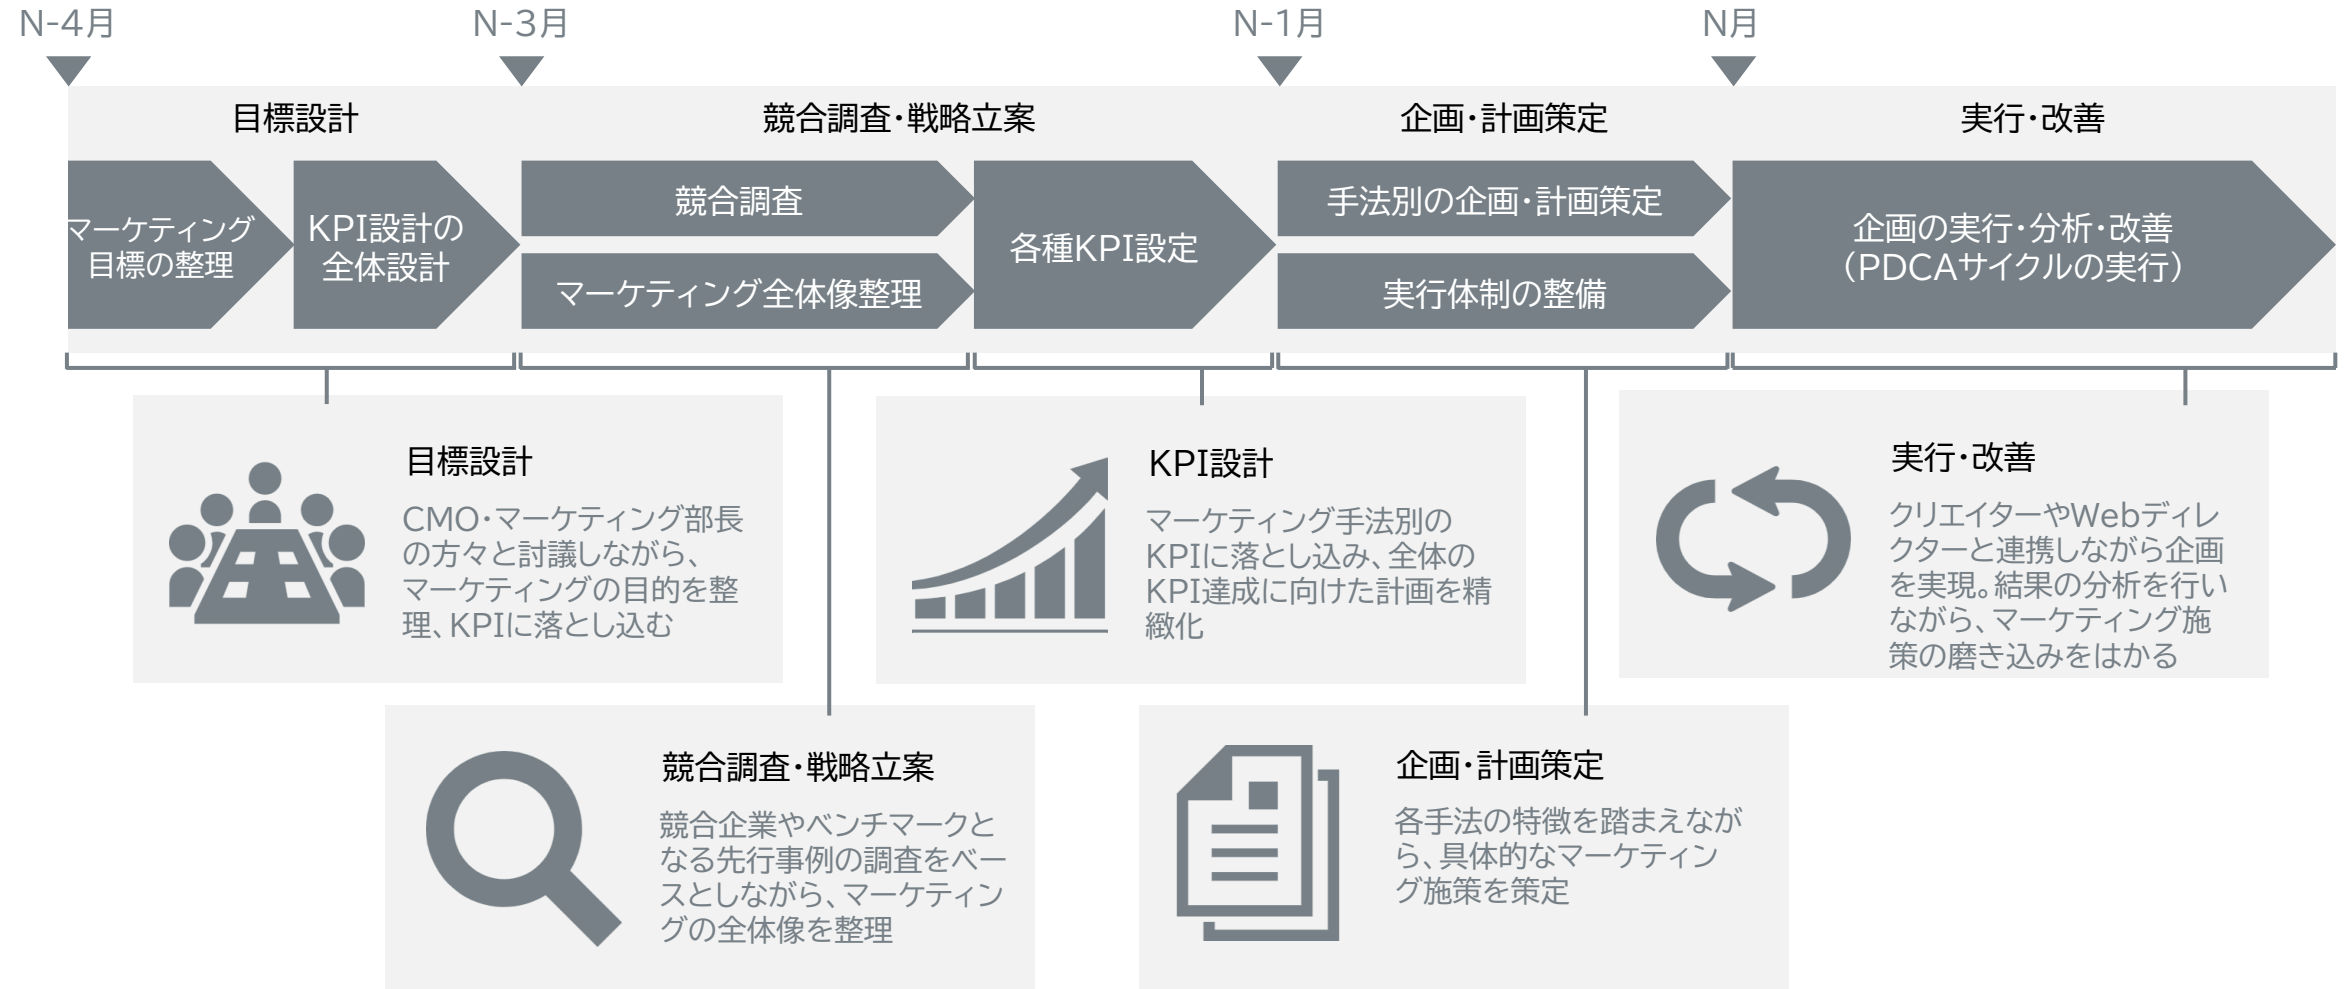 N-4月
N-3月
N-1月
N月
目標設計
競合調査・戦略立案
企画・計画策定
実行・改善
マーケティング
目標の整理
KPI設計の
全体設計
競合調査
マーケティング全体像整理
各種KPI設定
手法別の企画・計画策定
実行体制の整備
企画の実行・分析・改善
（PDCAサイクルの実行）
目標設計
CMO・マーケティング部長
の方々と討議しながら、
マーケティングの目的を整
理、KPIに落とし込む
KPI設計
マーケティング手法別の
KPIに落とし込み、全体の
KPI達成に向けた計画を精
緻化
実行・改善
クリエイターやWebディレ
クターと連携しながら企画
を実現。結果の分析を行い
ながら、マーケティング施
策の磨き込みをはかる
競合調査・戦略立案
競合企業やベンチマークと
なる先行事例の調査をベー
スとしながら、マーケティン
グの全体像を整理
企画・計画策定
各手法の特徴を踏まえなが
ら、具体的なマーケティン
グ施策を策定